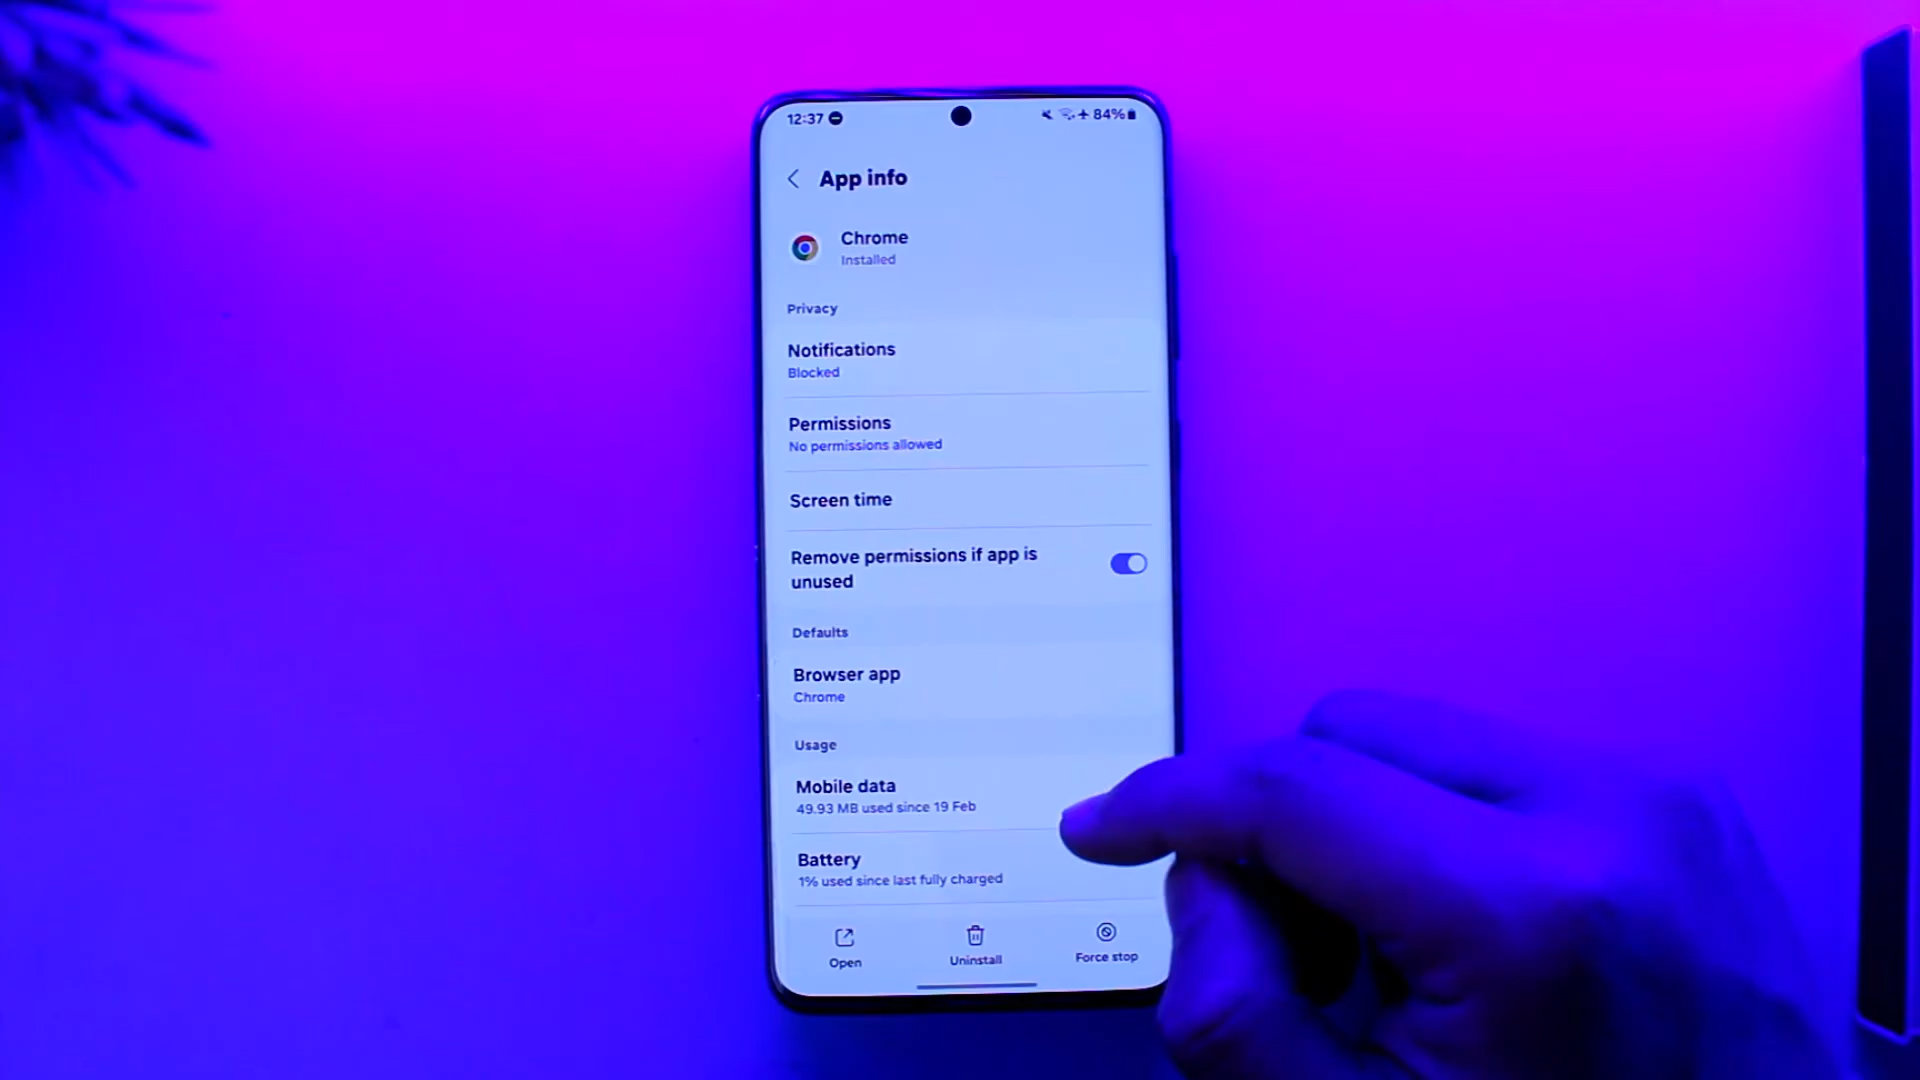 12:37
84%
App info
Chrome
Installed
Privacy
Notifications
Blocked
Permissions
No permissions allowed
Screen time
Remove permissions if app is
unused
Defaults
Browser app
Chrome
Usage
Mobile data
49.93 MB used since 19 Feb
Battery
1% used since last fully charged
Open
Uninstall
Force stop